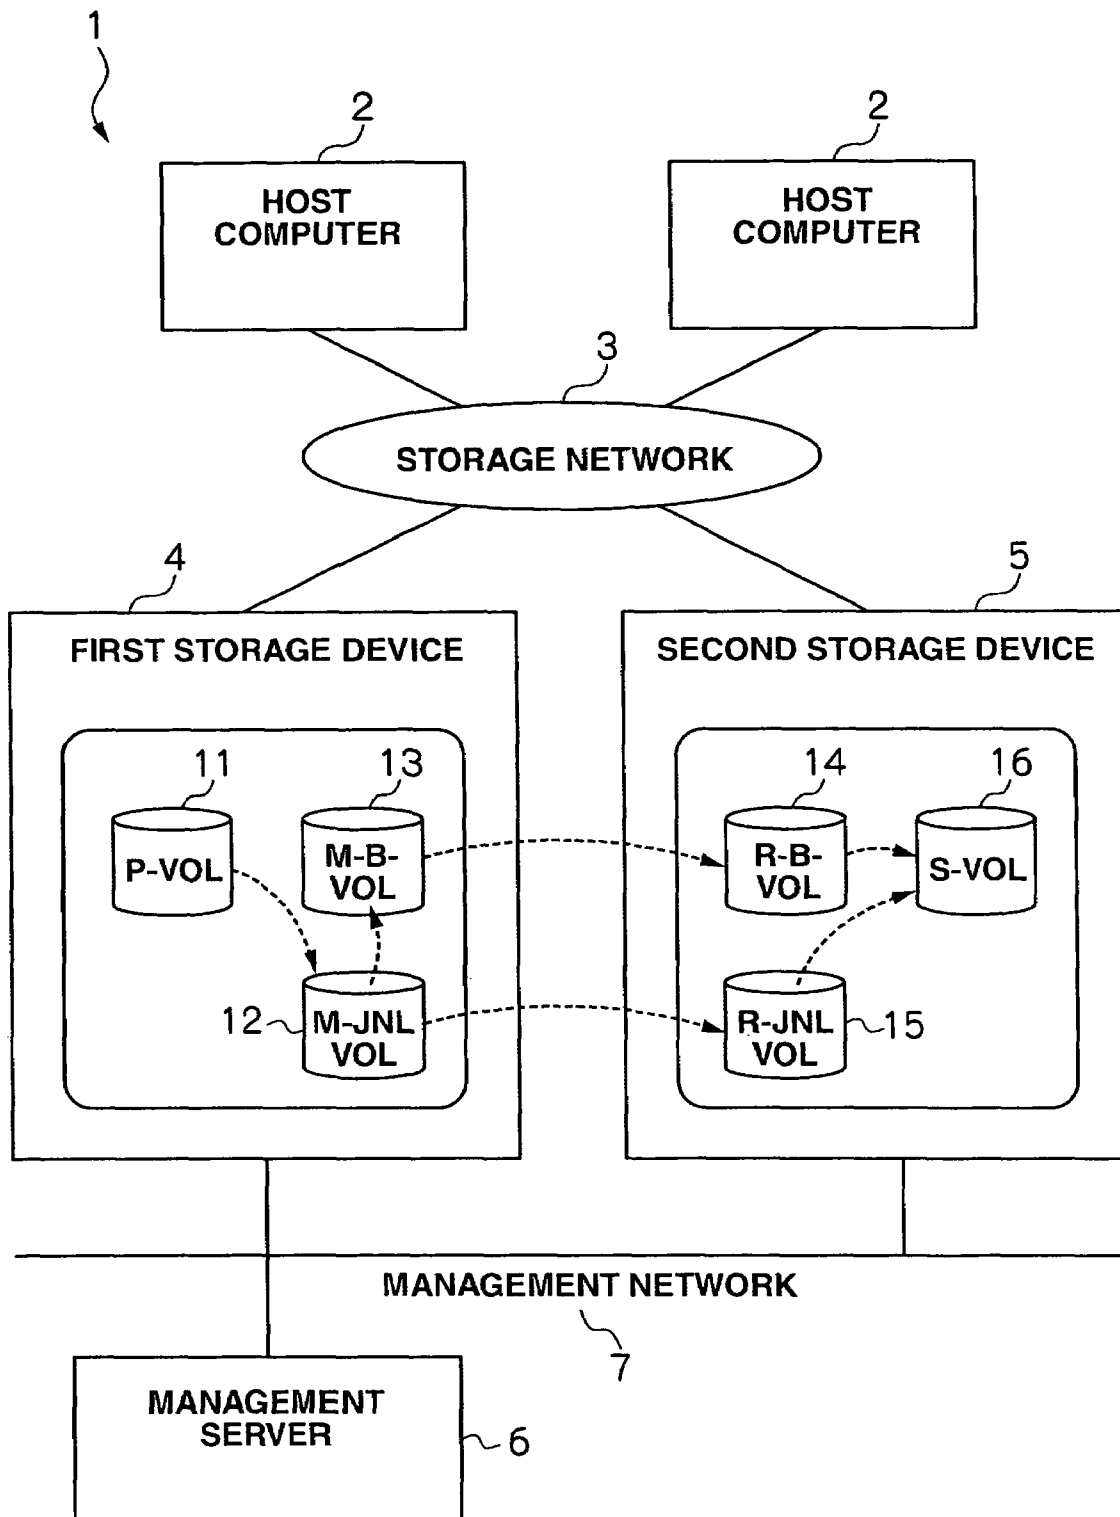 1
2
2
HOST
COMPUTER
HOST
COMPUTER
3
STORAGE NETWORK
4
5
FIRST STORAGE DEVICE
SECOND STORAGE DEVICE
11
13
14
16
P-VOL
M-B-
VOL
R-B-
VOL
S-VOL
12
M-JNL
VOL
R-JNL
VOL
15
MANAGEMENT NETWORK
7
MANAGEMENT
SERVER
6